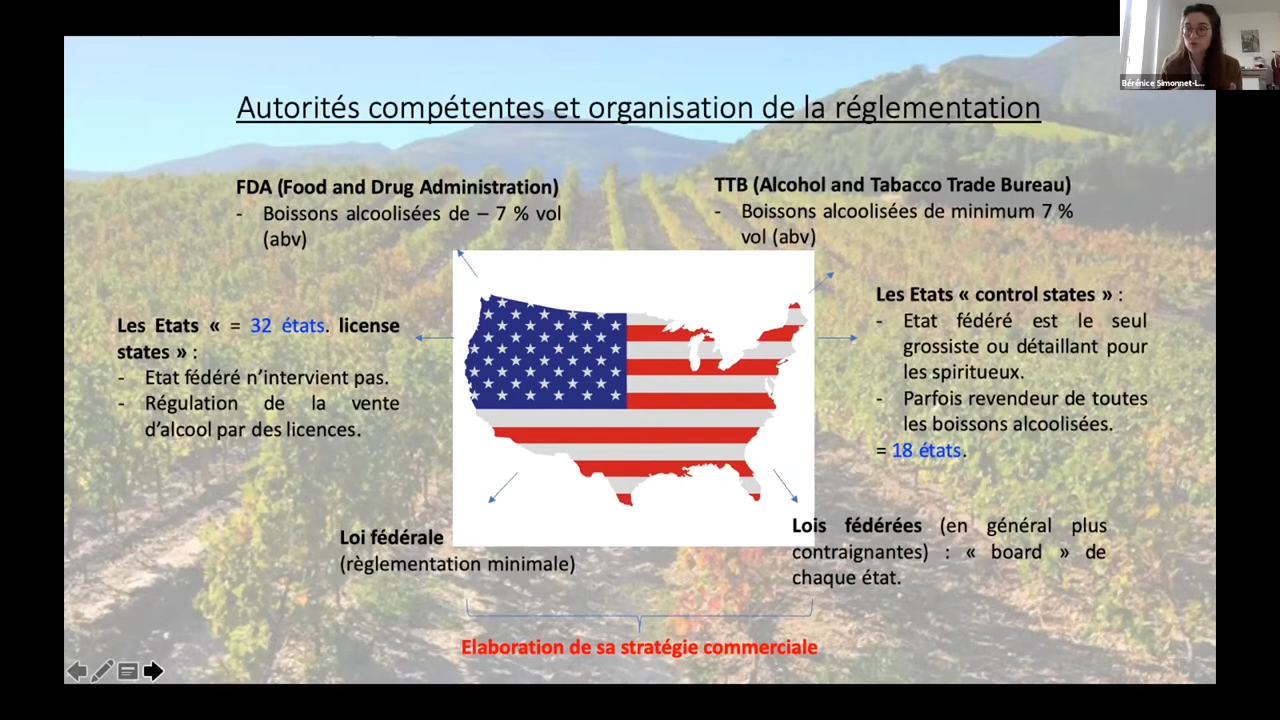 Bérénice Simonnet-L...
Autorités compétentes et organisation de la réglementation
FDA (Food and Drug Administration)
- Boissons alcoolisées de – 7 % vol
(abv)
TTB (Alcohol and Tabacco Trade Bureau)
- Boissons alcoolisées de minimum 7 %
vol (abv)
Les Etats « = 32 états. license
states » :
- Etat fédéré n’intervient pas.
- Régulation de la vente
d’alcool par des licences.
Les Etats « control states » :
- Etat fédéré est le seul
grossiste ou détaillant pour
les spiritueux.
- Parfois revendeur de toutes
les boissons alcoolisées.
= 18 états.
Loi fédérale
(règlementation minimale)
Lois fédérées (en général plus
contraignantes) : « board » de
chaque état.
Elaboration de sa stratégie commerciale